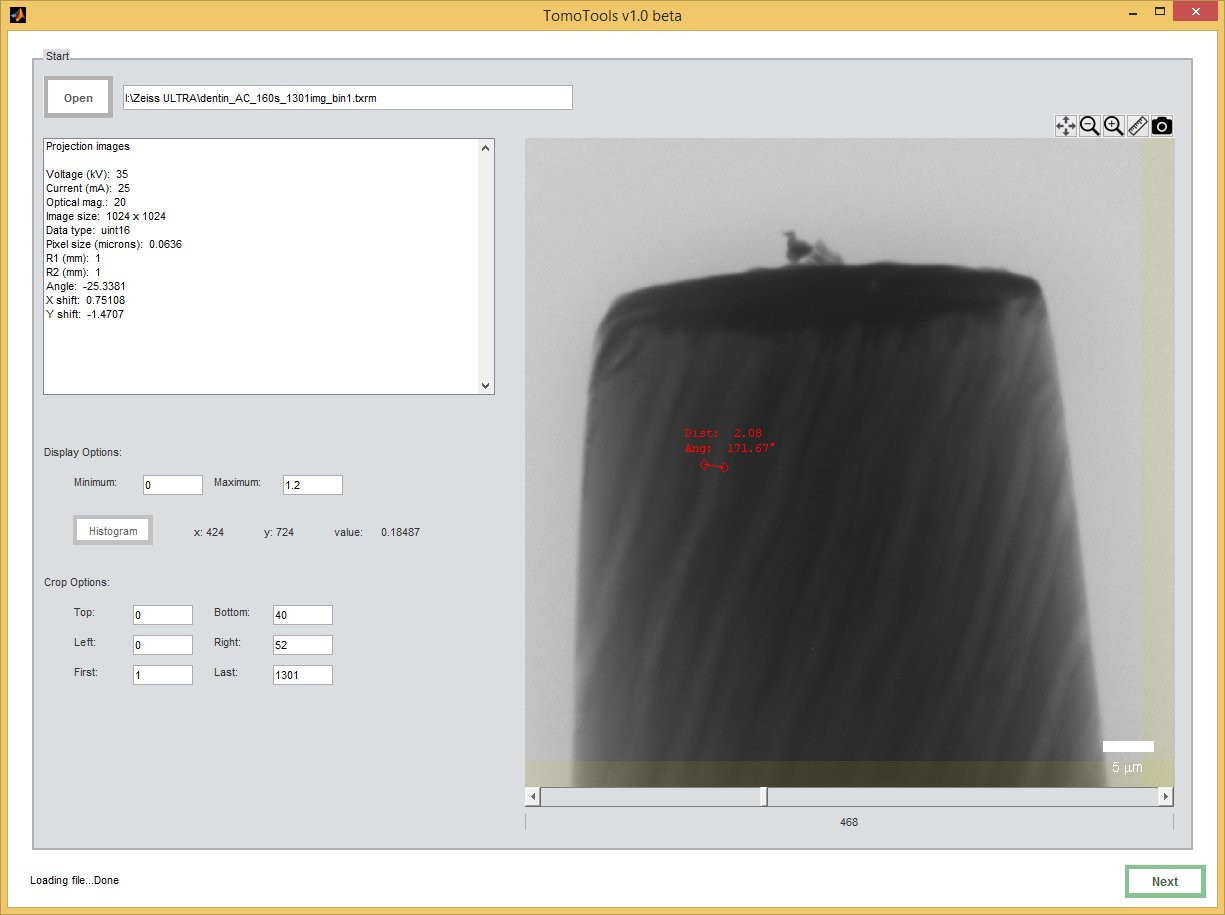 TomoTools v1.0 beta
Start
Open
I:\Zeiss ULTRA\dentin_AC_160s_1301img_bin1.txrm
Projection images
Voltage (kV):  35
Current (mA):  25
Optical mag.:  20
Image size:  1024 x 1024
Data type:  uint16
Pixel size (microns):  0.0636
R1 (mm):  1
R2 (mm):  1
Angle:  -25.3381
X shift:  0.75108
Y shift:  -1.4707
Dist:  2.08
Ang:  171.67°
Display Options:
Minimum: 0 Maximum: 1.2
Histogram x: 424 y: 724 value: 0.18487
Crop Options:
Top: 0 Bottom: 40
Left: 0 Right: 52
First: 1 Last: 1301
5 μm
468
Loading file...Done
Next